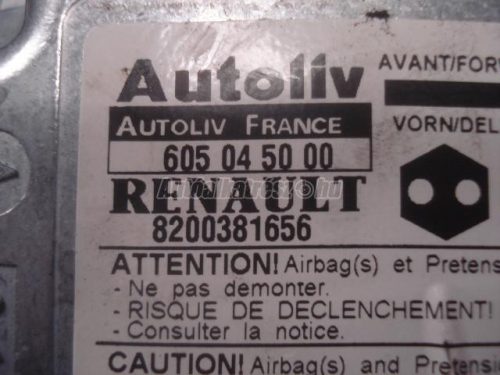 Autoliv
AVANT/FOR
AUTOLIV FRANCE
VORN/DEL
605 04 50 00
RENAULT
8200381656
ATTENTION! Airbag(s) et Pretens
- Ne pas demonter.
- RISQUE DE DECLENCHEMENT!
- Consulter la notice.
CAUTION! Airbag(s) and Pretens